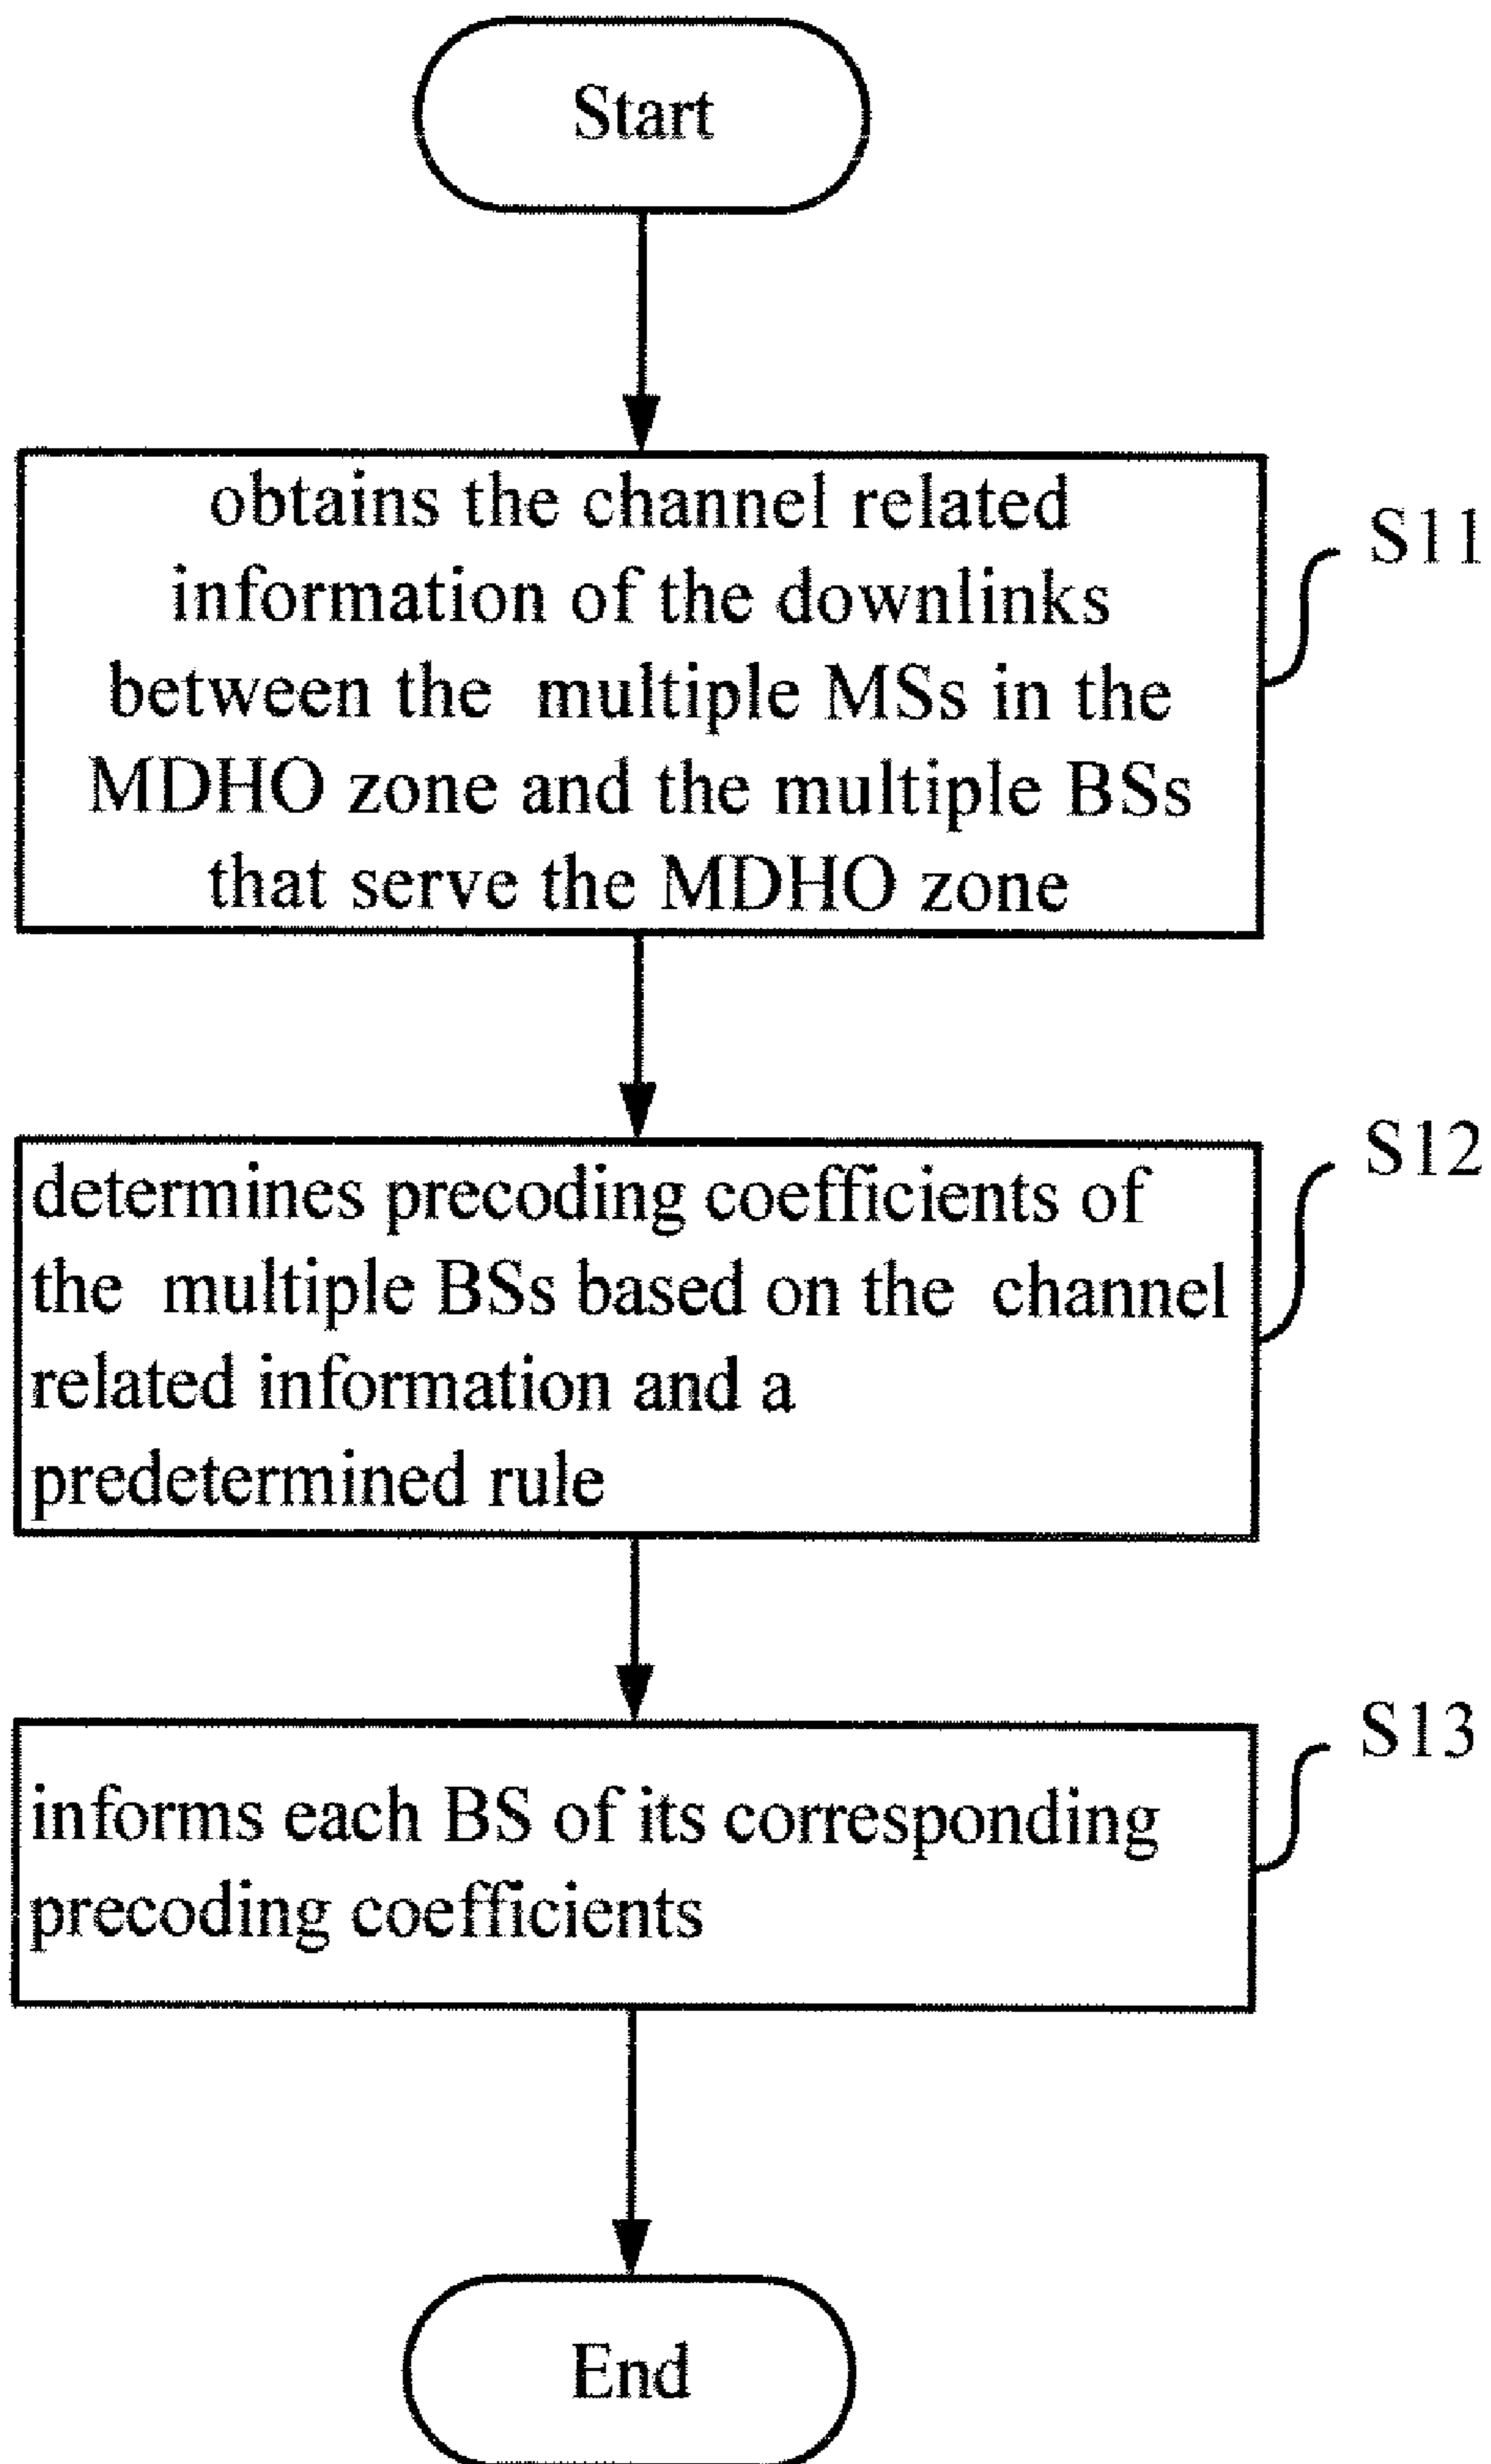 Start
obtains the channel related
information of the downlinks
between the multiple MSs in the
MDHO zone and the multiple BSs
that serve the MDHO zone
S11
determines precoding coefficients of
the multiple BSs based on the channel
related information and a
predetermined rule
S12
informs each BS of its corresponding
precoding coefficients
S13
End